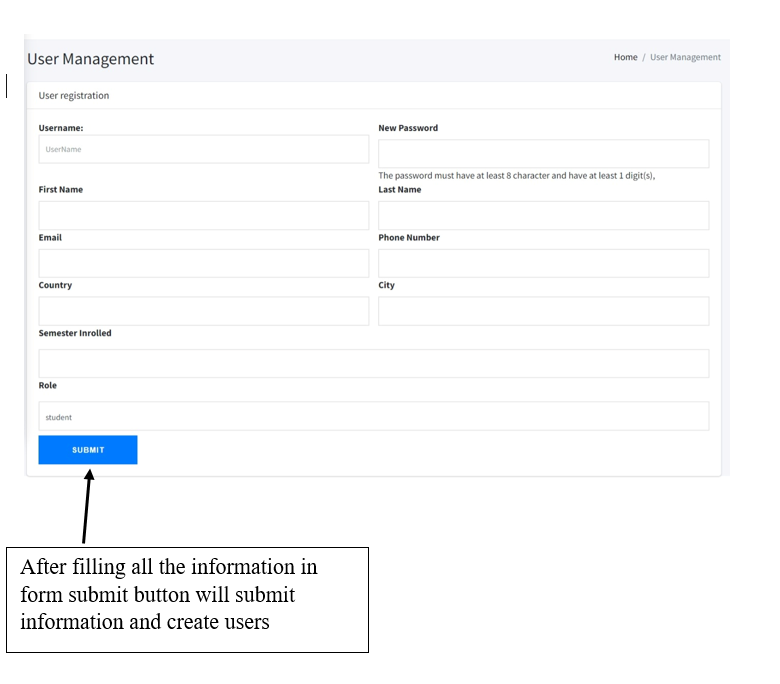 User Management
Home / User Management
User registration
Username:
New Password
UserName
The password must have at least 8 character and have at least 1 digit(s),
First Name
Last Name
Email
Phone Number
Country
City
Semester Inrolled
Role
student
SUBMIT
After filling all the information in
form submit button will submit
information and create users